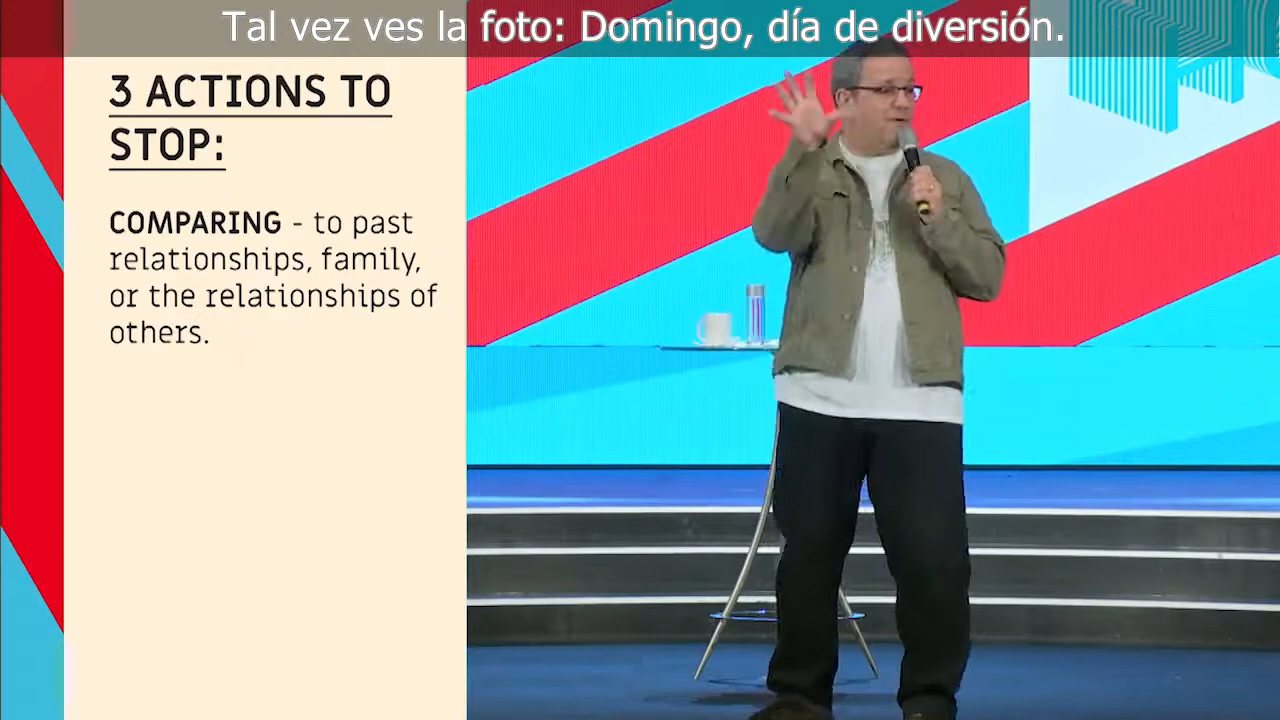 Tal vez ves la foto: Domingo, día de diversión.
3 ACTIONS TO
STOP:
COMPARING - to past
relationships, family,
or the relationships of
others.